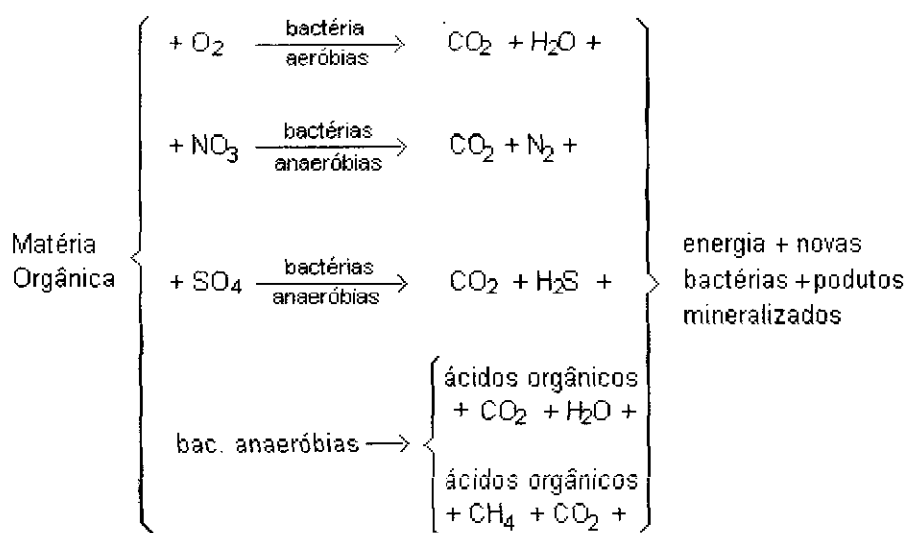 + O₂ bactéria aeróbias CO₂ + H₂O +
+ NO₃ bactérias anaeróbias CO₂ + N₂ +
Matéria Orgânica
+ SO₄ bactérias anaeróbias CO₂ + H₂S +
energia + novas
bactérias +podutos
mineralizados
bac. anaeróbias
ácidos orgânicos
+ CO₂ + H₂O +
ácidos orgânicos
+ CH₄ + CO₂ +